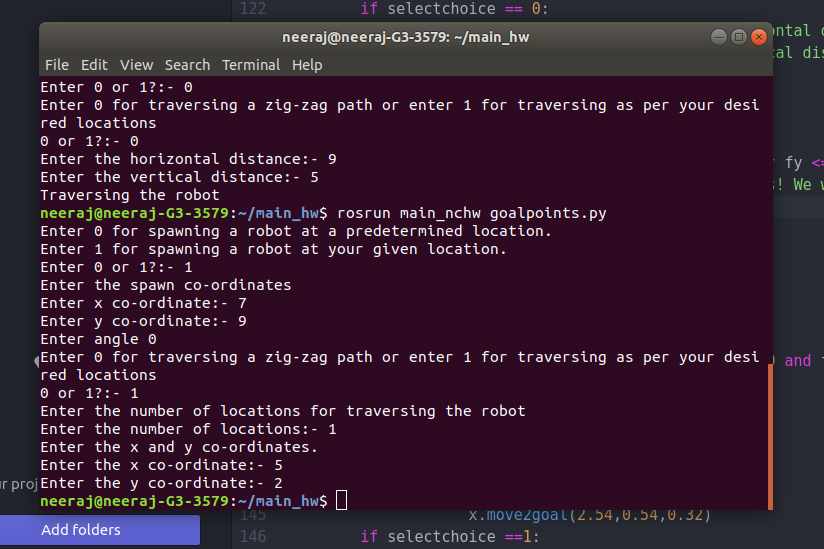 122 if selectchoice == 0:
neeraj@neeraj-G3-3579: ~/main_hw
ontal
File Edit View Search Terminal Help
Enter 0 or 1?:- 0
Enter 0 for traversing a zig-zag path or enter 1 for traversing as per your desi
red locations
0 or 1?:- 0
Enter the horizontal distance:- 9
fy <=
Enter the vertical distance:- 5
! We w
Traversing the robot
neeraj@neeraj-G3-3579:~/main_hw$ rosrun main_nchw goalpoints.py
Enter 0 for spawning a robot at a predetermined location.
Enter 1 for spawning a robot at your given location.
Enter 0 or 1?:- 1
Enter the spawn co-ordinates
Enter x co-ordinate:- 7
Enter y co-ordinate:- 9
Enter angle 0
Enter 0 for traversing a zig-zag path or enter 1 for traversing as per your desi
) and
red locations
0 or 1?:- 1
Enter the number of locations for traversing the robot
Enter the number of locations:- 1
Enter the x and y co-ordinates.
Enter the x co-ordinate:- 5
Enter the y co-ordinate:- 2
ur proj
neeraj@neeraj-G3-3579:~/main_hw$
145 x.move2goal(2.54,0.54,0.32)
Add folders
146 if selectchoice ==1: